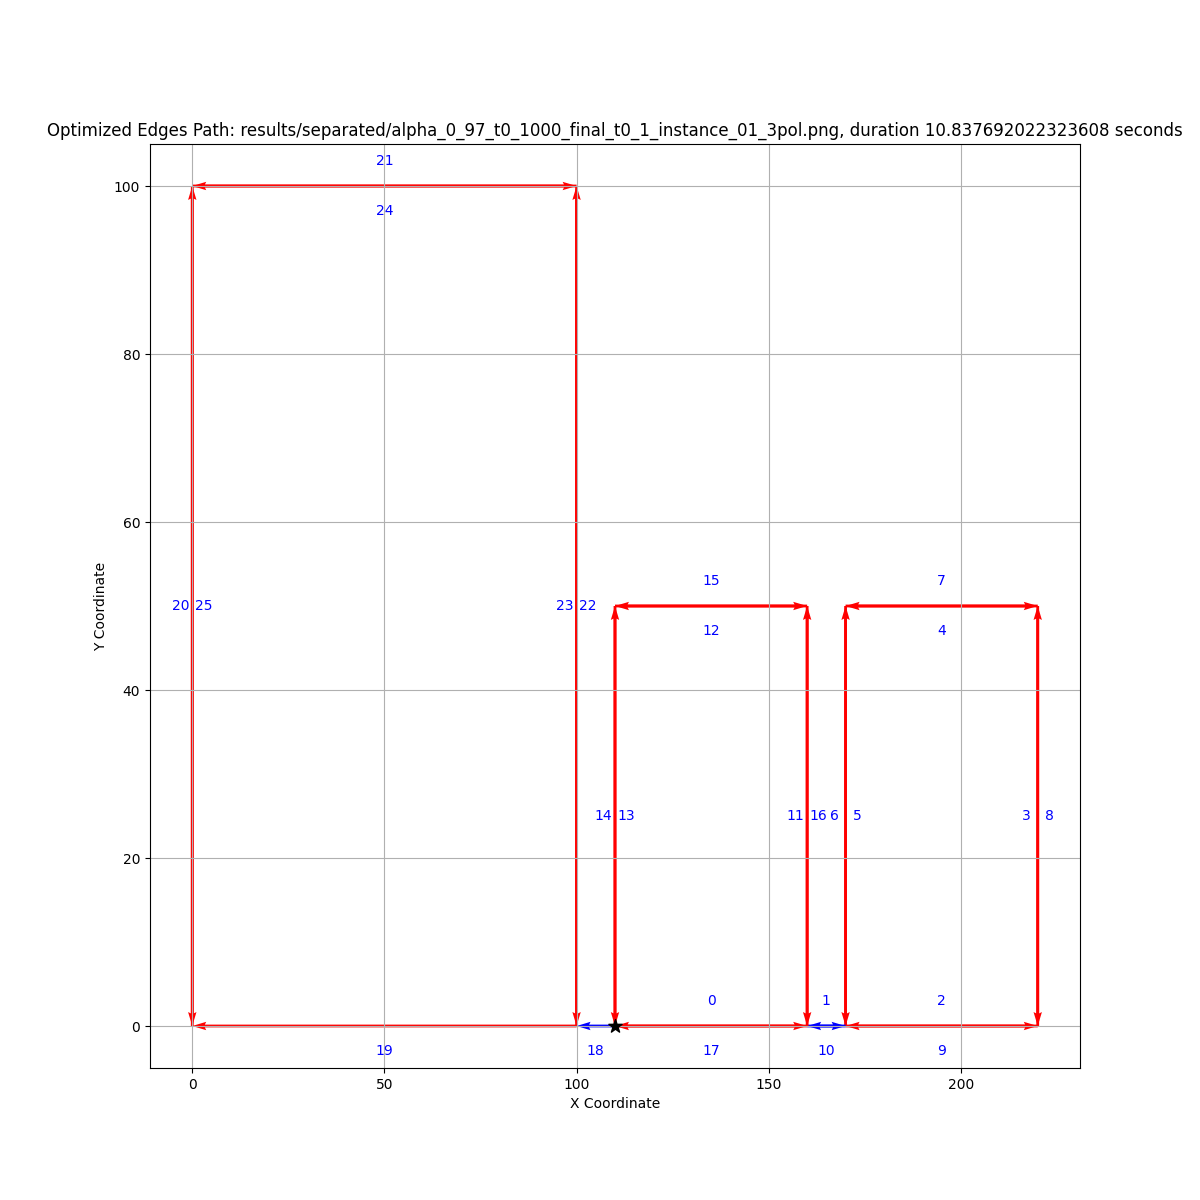 Optimized Edges Path: results/separated/alpha_0_97_t0_1000_final_t0_1_instance_01_3pol.png, duration 10.837692022323608 seconds
21
100
24
80
60
20 25 23 22
15 7
12 4
Y Coordinate
40
14 13 11 16 6 5 3 8
20
0 1 2
0
19 18 17 10 9
0 50 100 150 200
X Coordinate